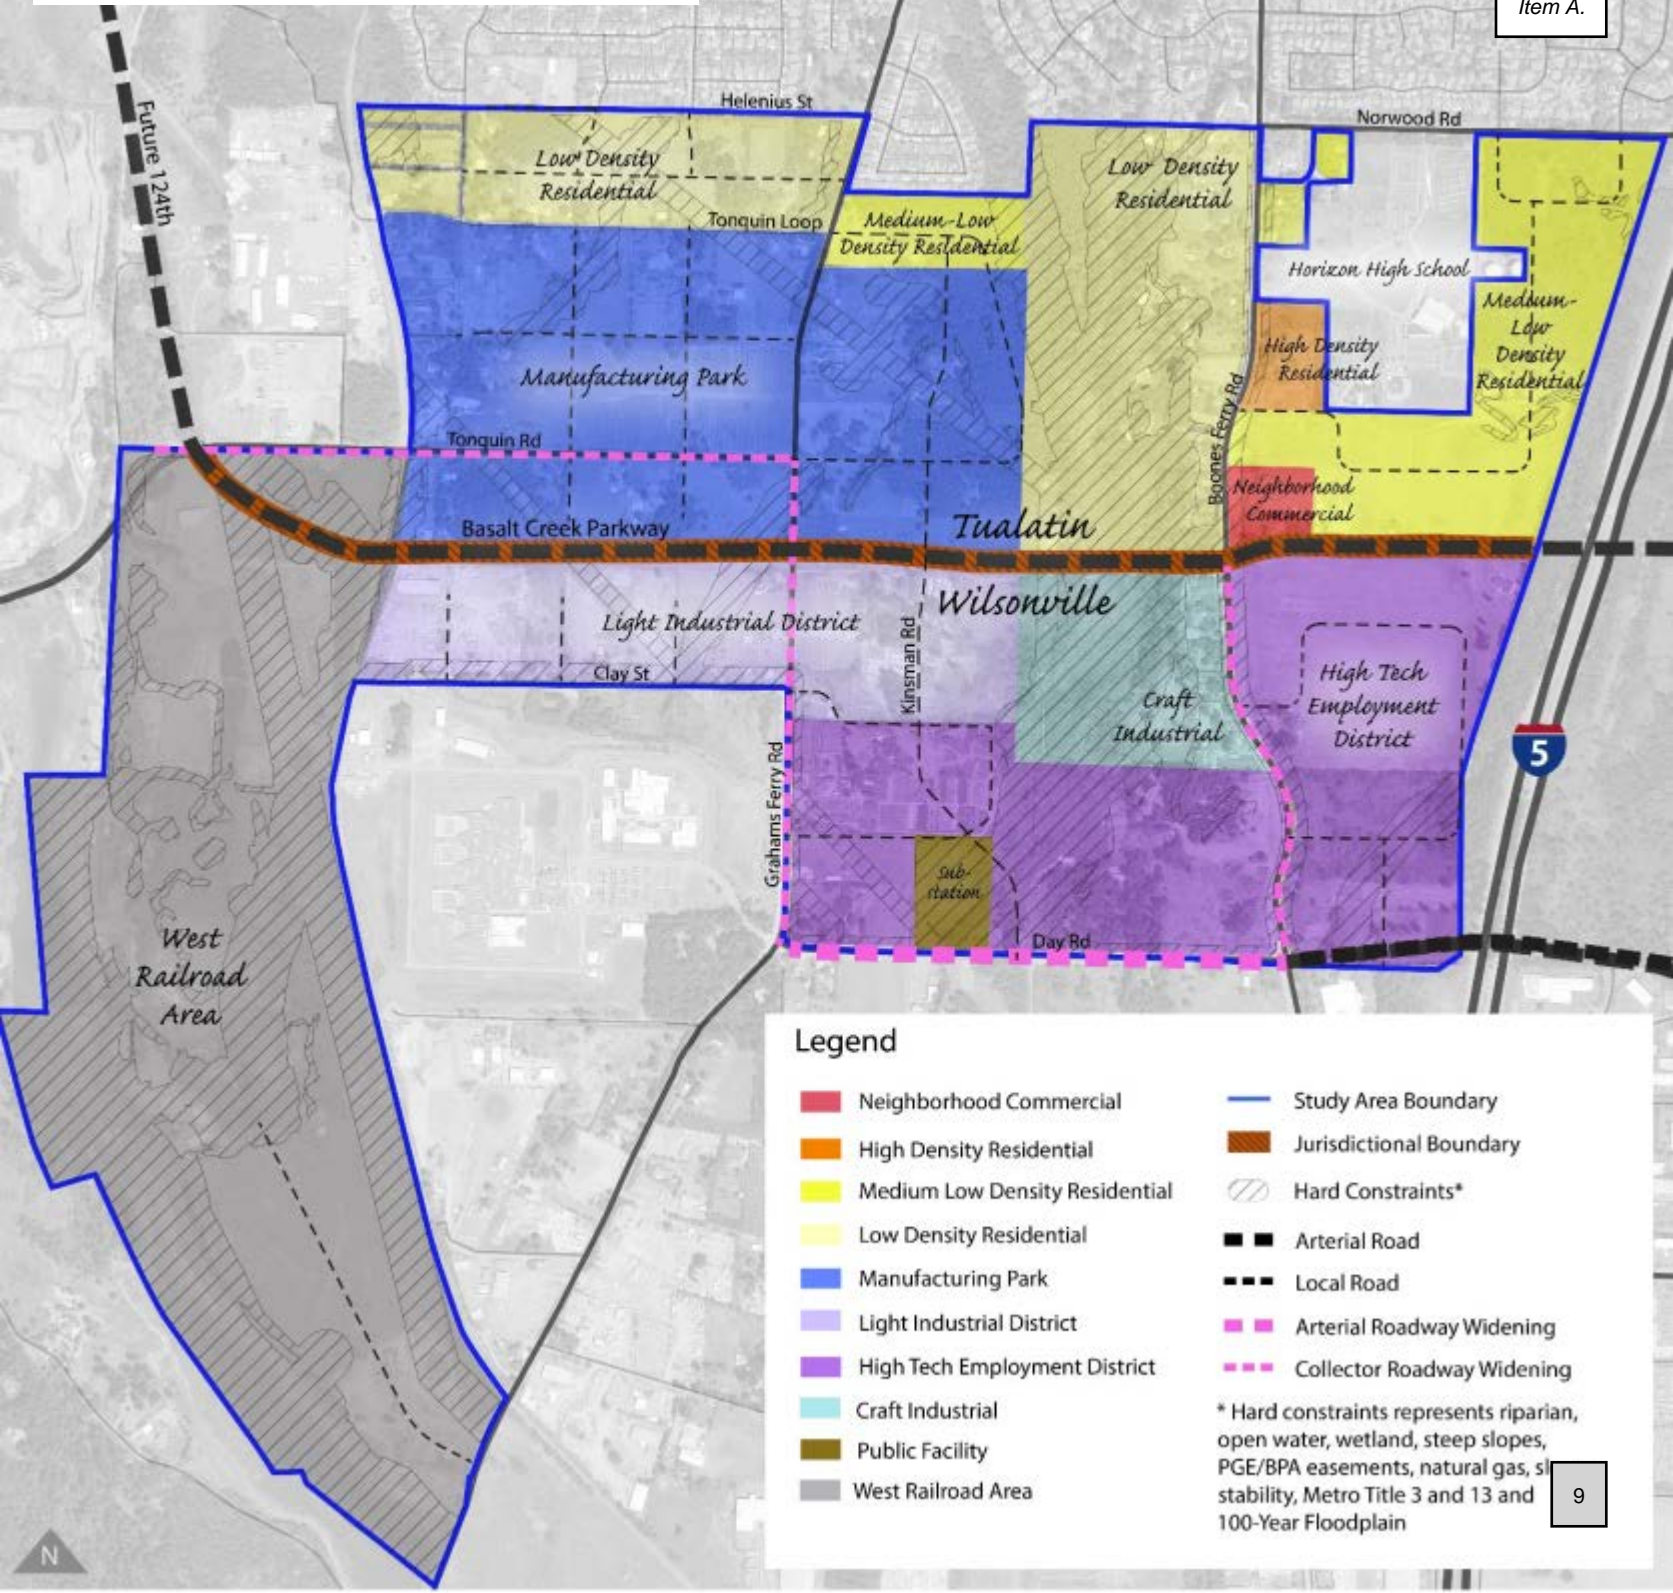 Item A.
Helenius St
Norwood Rd
Future 124th
Low Density
Residential
Low Density
Residential
Tonquin Loop
Medium-Low
Density Residential
Horizon High School
Medium-
Low
Density
Residential
High Density
Residential
Manufacturing Park
Boones Ferry Rd
Tonquin Rd
Neighborhood
Commercial
Basalt Creek Parkway
Tualatin
Wilsonville
Light Industrial District
Kinsman Rd
Clay St
High Tech
Employment
District
Craft
Industrial
5
Grahams Ferry Rd
Sub-
station
West
Railroad
Area
Day Rd
Legend
Neighborhood Commercial
High Density Residential
Medium Low Density Residential
Low Density Residential
Manufacturing Park
Light Industrial District
High Tech Employment District
Craft Industrial
Public Facility
West Railroad Area
Study Area Boundary
Jurisdictional Boundary
Hard Constraints*
Arterial Road
Local Road
Arterial Roadway Widening
Collector Roadway Widening
* Hard constraints represents riparian,
open water, wetland, steep slopes,
PGE/BPA easements, natural gas,
stability, Metro Title 3 and 13 and
100-Year Floodplain
9
N